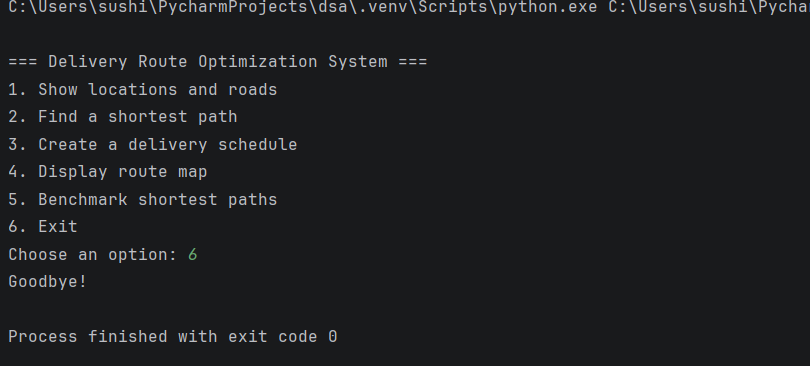 C:\Users\sushi\PycharmProjects\dsa\.venv\Scripts\python.exe C:\Users\sushi\Pychar
=== Delivery Route Optimization System ===
1. Show locations and roads
2. Find a shortest path
3. Create a delivery schedule
4. Display route map
5. Benchmark shortest paths
6. Exit
Choose an option: 6
Goodbye!
Process finished with exit code 0